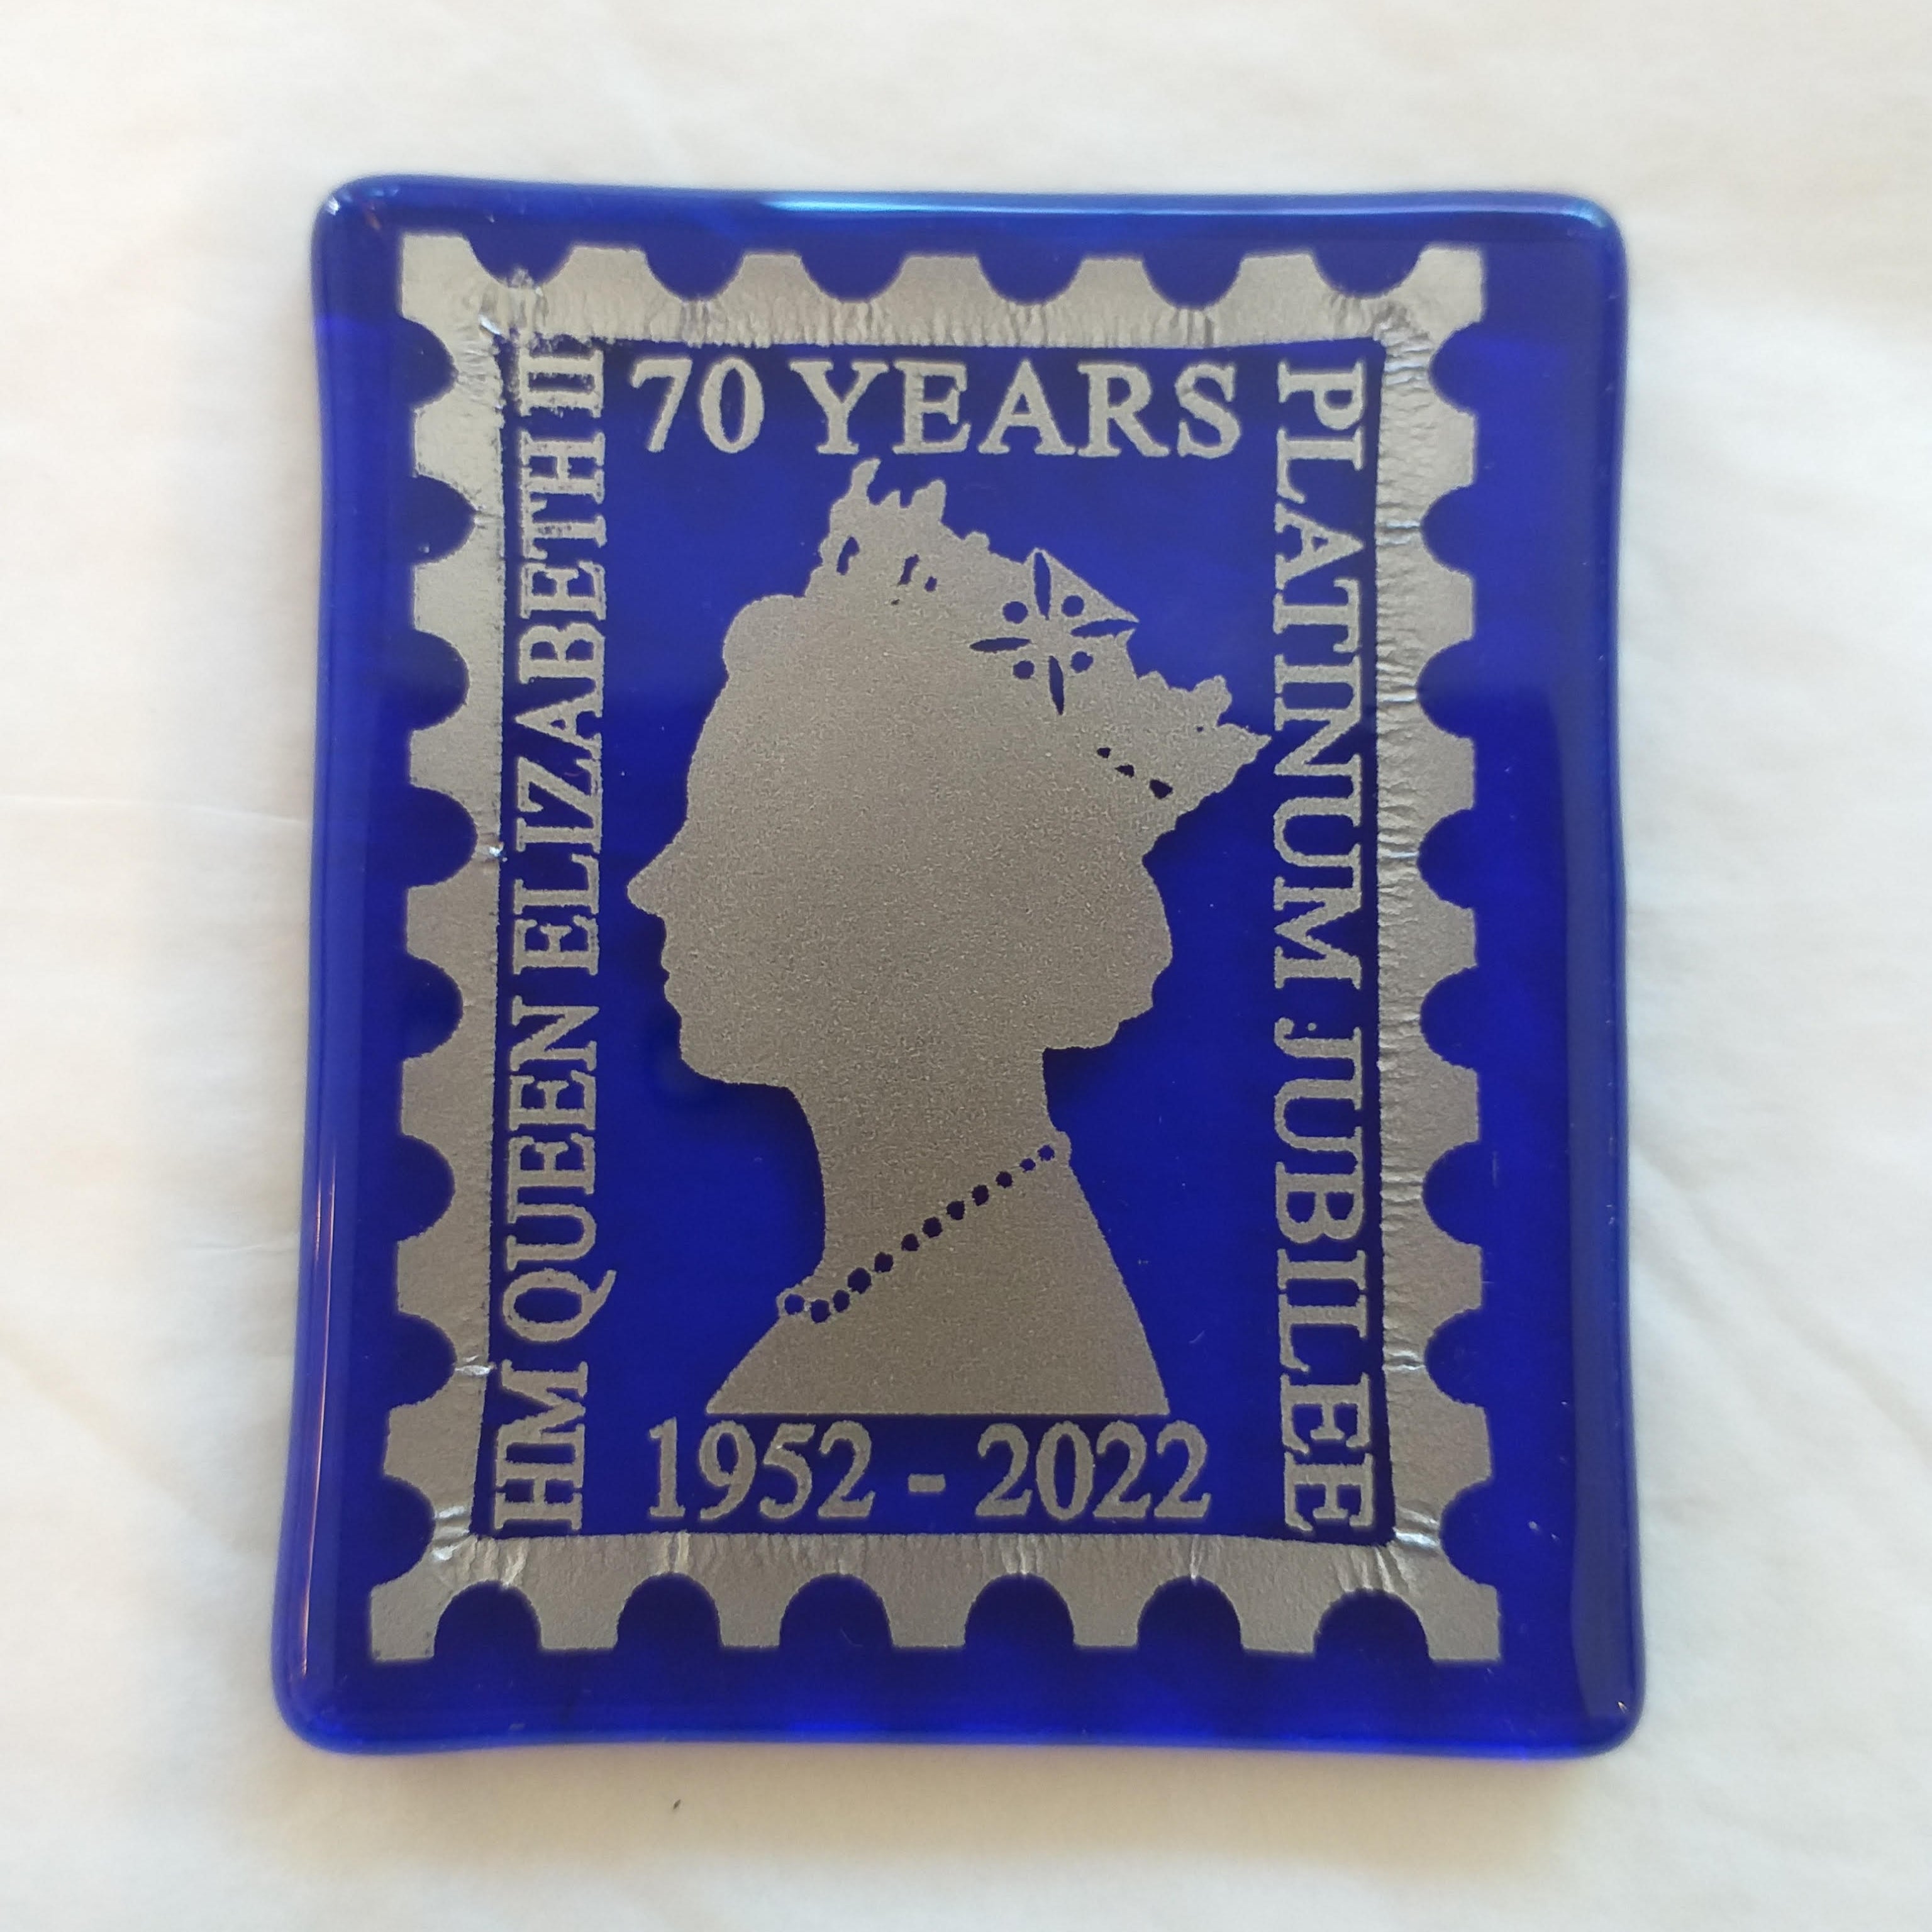 70 YEARS
HM QUEEN ELIZABETH II
PLATINUM JUBILEE
1952 - 2022